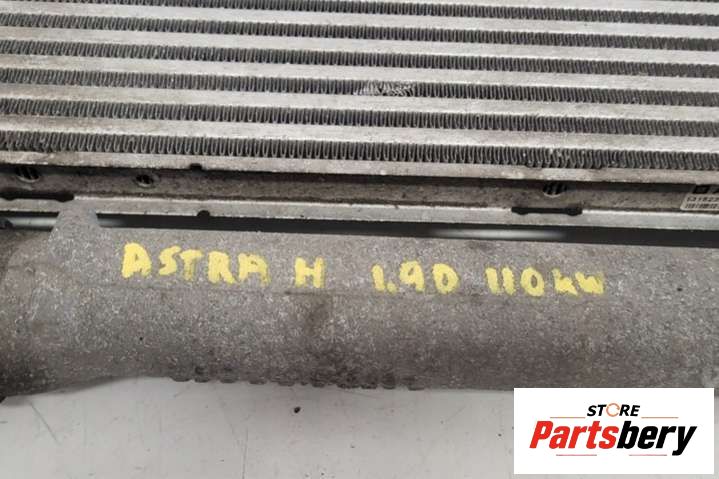 ASTRA H 1.9D 110KW
STORE
Partsbery